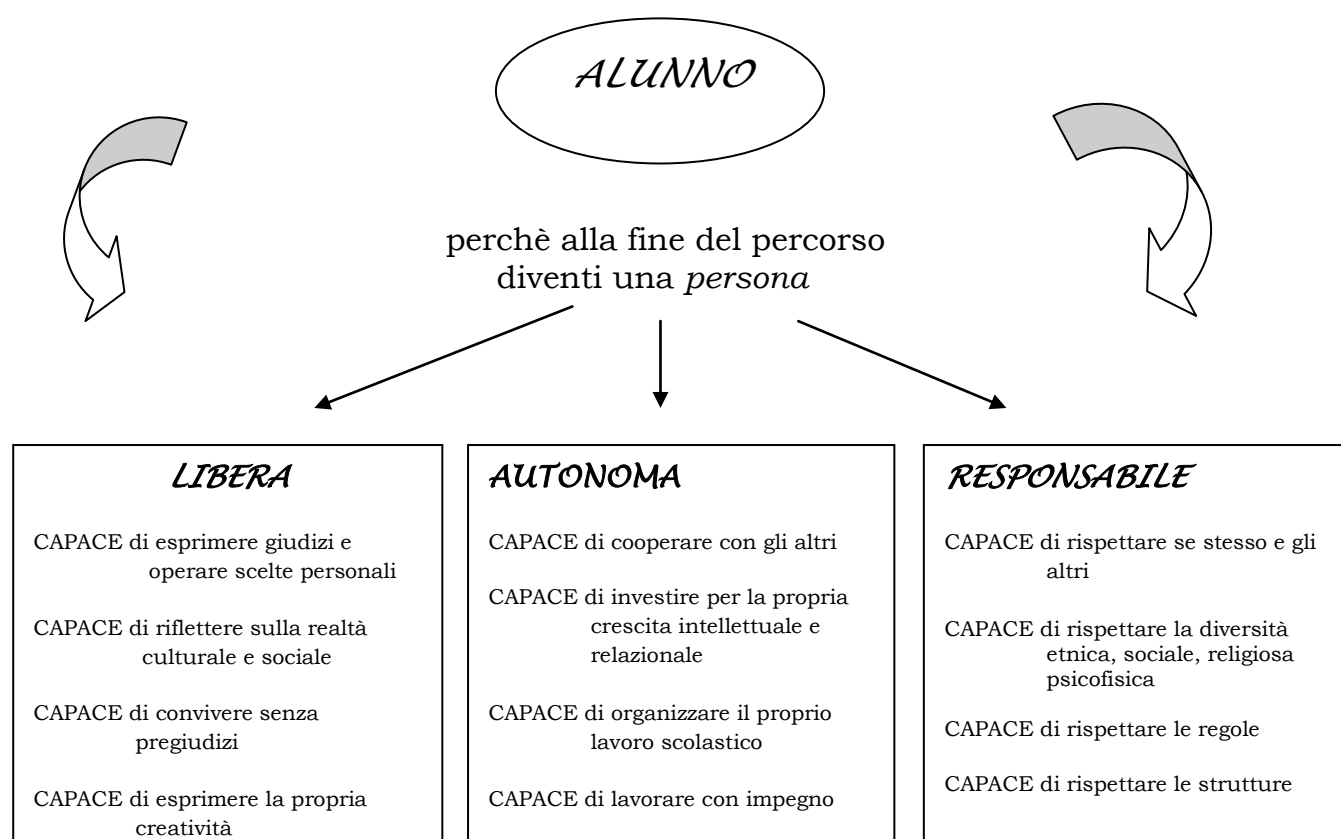 ALUNNO
perchè alla fine del percorso
diventi una persona
LIBERA
CAPACE di esprimere giudizi e
operare scelte personali
CAPACE di riflettere sulla realtà
culturale e sociale
CAPACE di convivere senza
pregiudizi
CAPACE di esprimere la propria
creatività
AUTONOMA
CAPACE di cooperare con gli altri
CAPACE di investire per la propria
crescita intellettuale e
relazionale
CAPACE di organizzare il proprio
lavoro scolastico
CAPACE di lavorare con impegno
RESPONSABILE
CAPACE di rispettare se stesso e gli
altri
CAPACE di rispettare la diversità
etnica, sociale, religiosa
psicofisica
CAPACE di rispettare le regole
CAPACE di rispettare le strutture